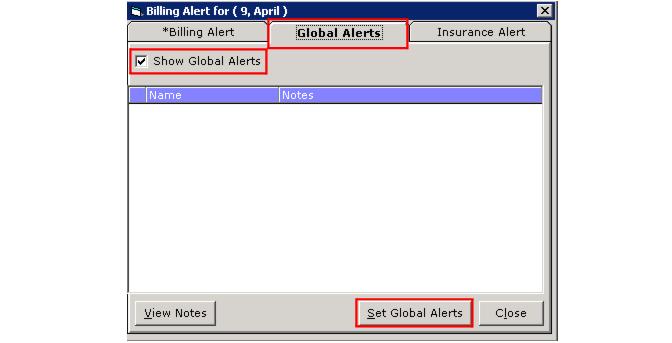 Billing Alert for ( 9, April )
*Billing Alert Global Alerts Insurance Alert
Show Global Alerts
Name Notes
View Notes Set Global Alerts Close